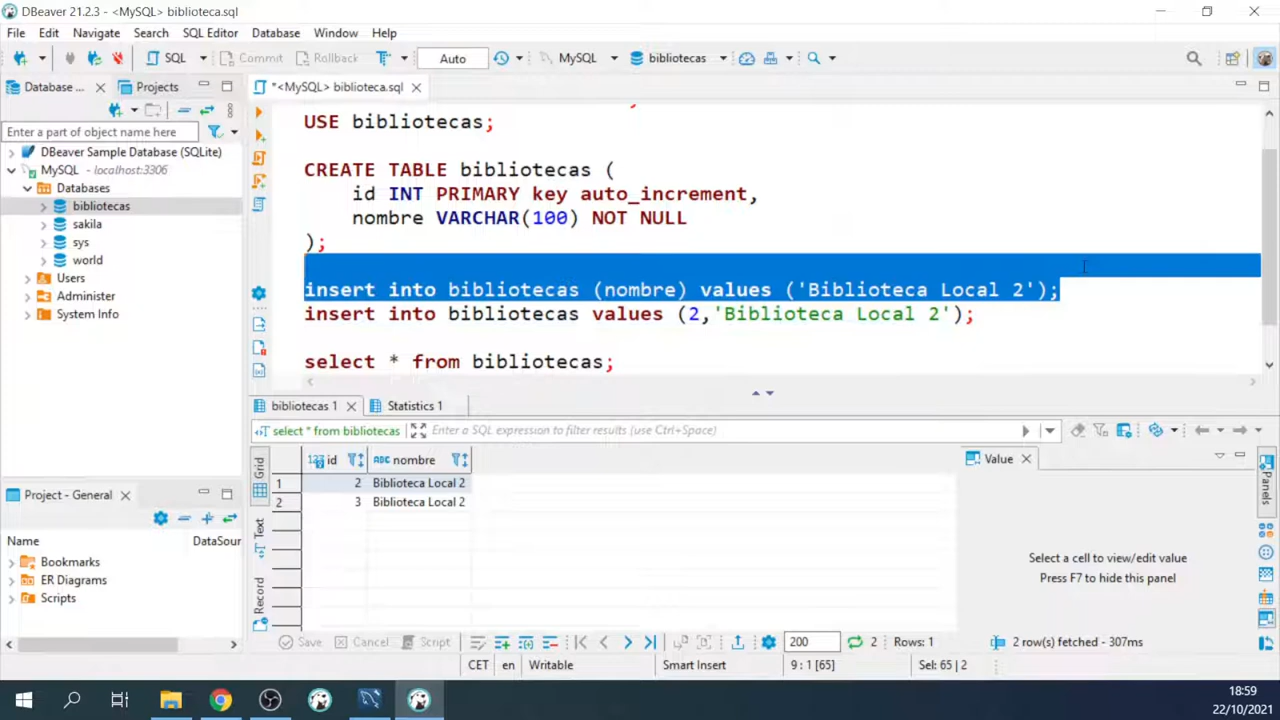 DBeaver 21.2.3 - <MySQL> biblioteca.sql
File Edit Navigate Search SQL Editor Database Window Help
SQL Commit Rollback Auto MySQL bibliotecas
Database ... Projects *<MySQL> biblioteca.sql
Enter a part of object name here
DBeaver Sample Database (SQLite)
MySQL - localhost:3306
Databases
bibliotecas
sakila
sys
world
Users
Administer
System Info
USE bibliotecas;
CREATE TABLE bibliotecas (
id INT PRIMARY key auto_increment,
nombre VARCHAR(100) NOT NULL
);
insert into bibliotecas (nombre) values ('Biblioteca Local 2');
insert into bibliotecas values (2,'Biblioteca Local 2');
select * from bibliotecas;
bibliotecas 1 Statistics 1
select * from bibliotecas Enter a SQL expression to filter results (use Ctrl+Space)
Grid
Text
Record
123 id ABC nombre
1 2 Biblioteca Local 2
2 3 Biblioteca Local 2
Value
Select a cell to view/edit value
Press F7 to hide this panel
Panels
Project - General
Name DataSour
Bookmarks
ER Diagrams
Scripts
Save Cancel Script 200 2 Rows: 1 2 row(s) fetched - 307ms
CET en Writable Smart Insert 9 : 1 [65] Sel: 65 | 2
18:59
22/10/2021